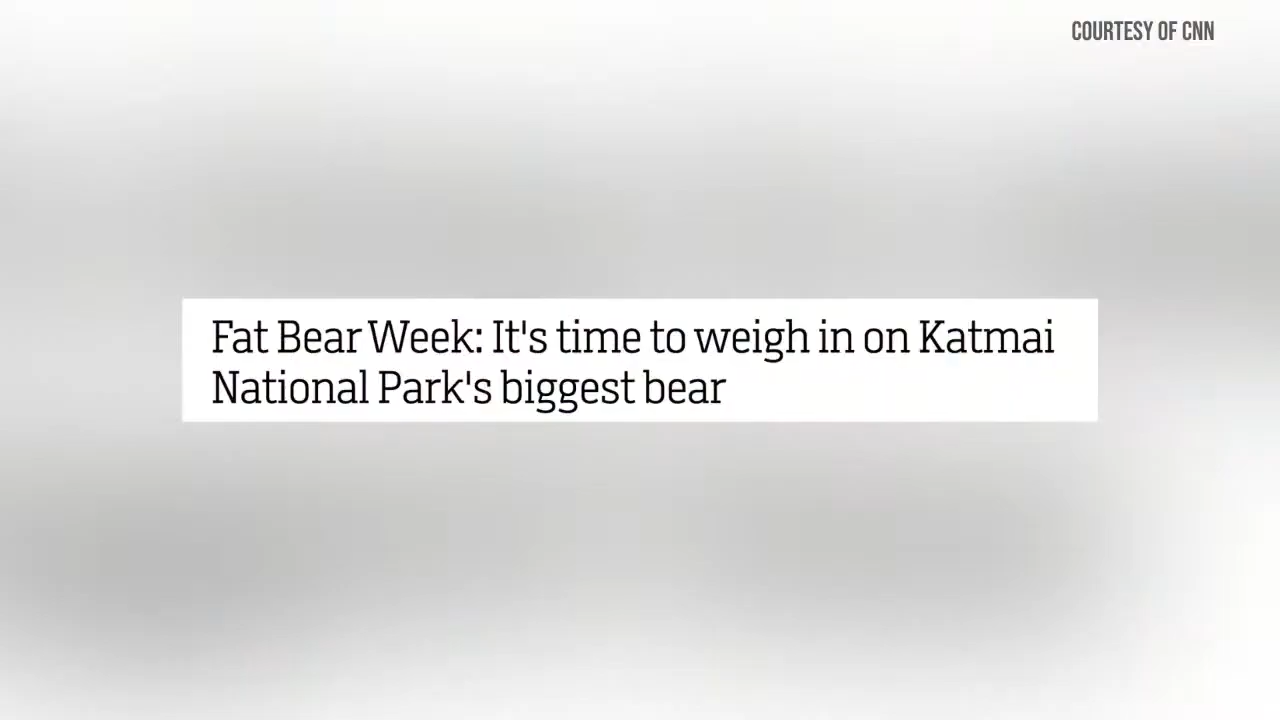 COURTESY OF CNN
Fat Bear Week: It's time to weigh in on Katmai
National Park's biggest bear